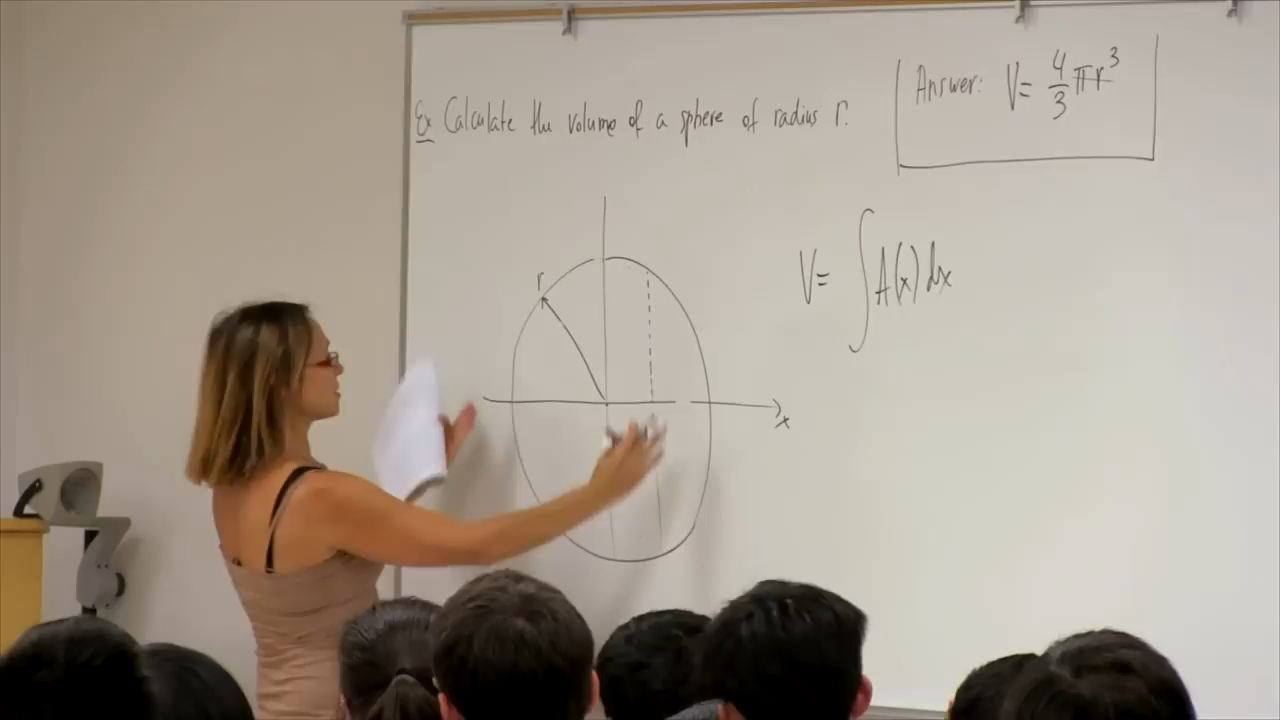 Ex Calculate the volume of a sphere of radius r.
Answer: V = 4/3 πr³
V = ∫ A(x) dx
r
x